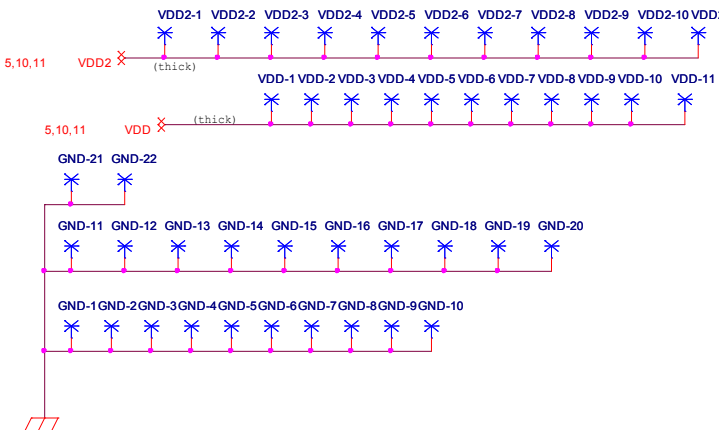 VDD2-1 VDD2-2 VDD2-3 VDD2-4 VDD2-5 VDD2-6 VDD2-7 VDD2-8 VDD2-9 VDD2-10
5,10,11 VDD2 (thick)
VDD-1 VDD-2 VDD-3 VDD-4 VDD-5 VDD-6 VDD-7 VDD-8 VDD-9 VDD-10 VDD-11
5,10,11 VDD (thick)
GND-21 GND-22
GND-11 GND-12 GND-13 GND-14 GND-15 GND-16 GND-17 GND-18 GND-19 GND-20
GND-1 GND-2 GND-3 GND-4 GND-5 GND-6 GND-7 GND-8 GND-9 GND-10